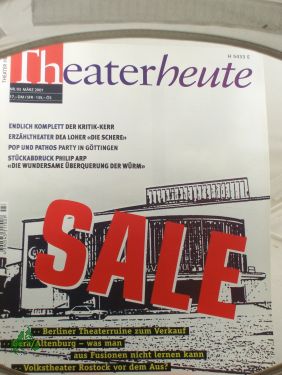 H 5455 E
Theaterheute
NR. 03 MÄRZ 2001
ENDLICH KOMPLETT DER KRITIK-KERR
ERZÄHLTHEATER DEA LOHER «DIE SCHERE»
POP UND PATHOS PARTY IN GÖTTINGEN
STÜCKABDRUCK PHILIP ARP
«DIE WUNDERSAME ÜBERQUERUNG DER WÜRM»
SALE
Berliner Theaterruine zum Verkauf
Gera/Altenburg – was man
aus Fusionen nicht lernen kann
Volkstheater Rostock vor dem Aus?